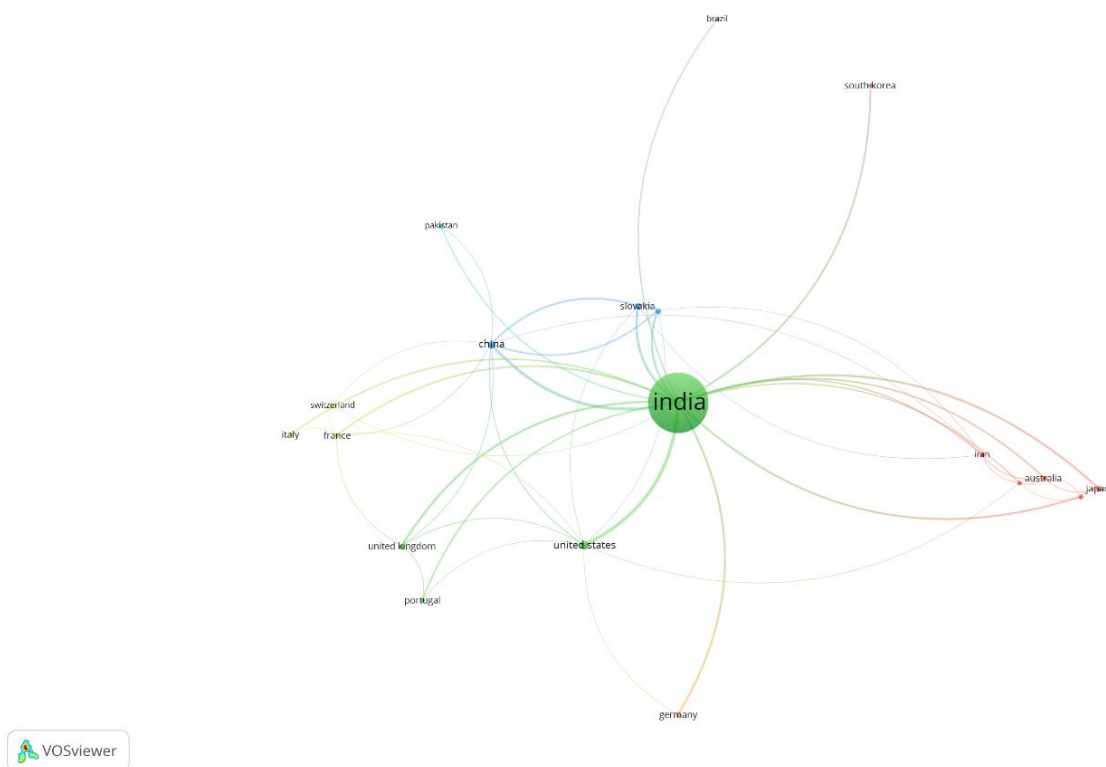 brazil
south korea
pakistan
slovakia
china
india
switzerland
italy
france
iran
australia
japan
united kingdom
united states
portugal
germany
VOSviewer